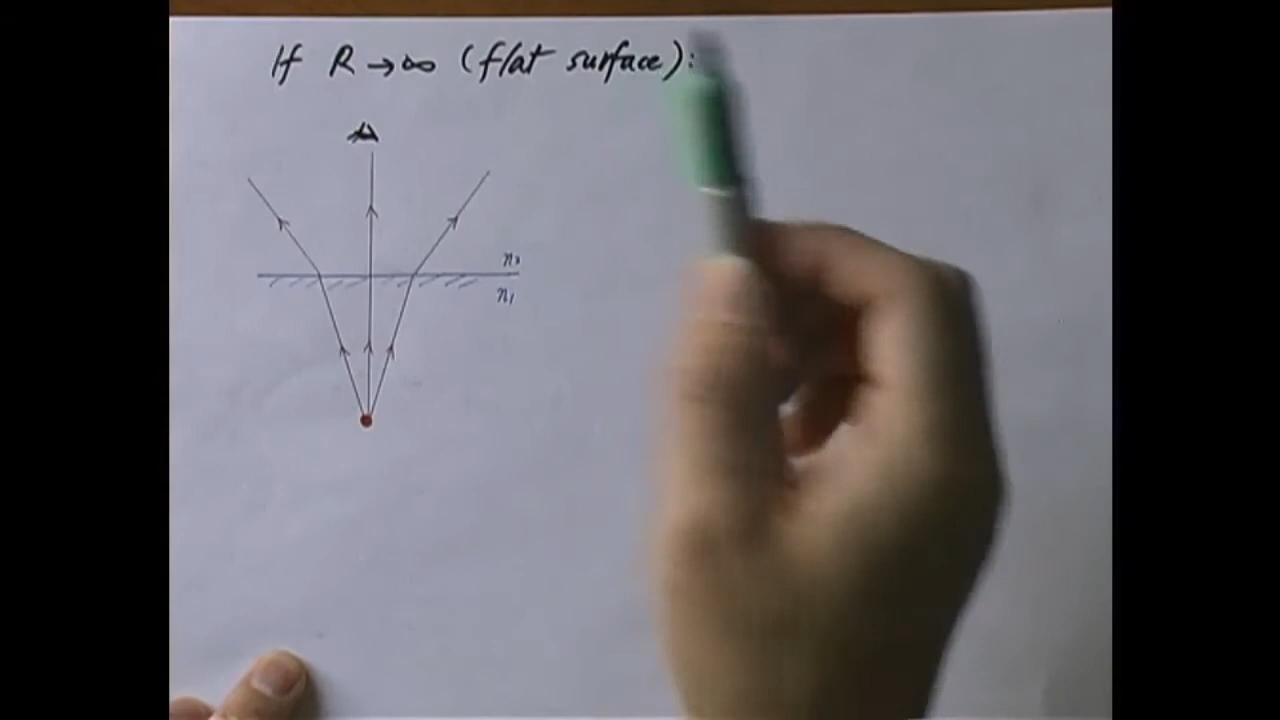 If R→∞ (flat surface):
n₂
n₁